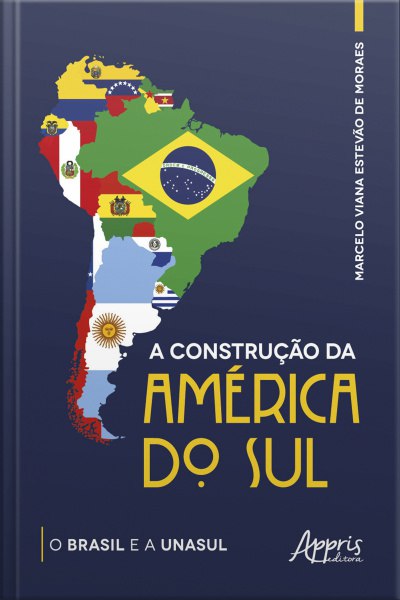 MARCELO VIANA ESTEVÃO DE MORAES
A CONSTRUÇÃO DA
AMÉRICA
DO SUL
O BRASIL E A UNASUL
Appris
editora